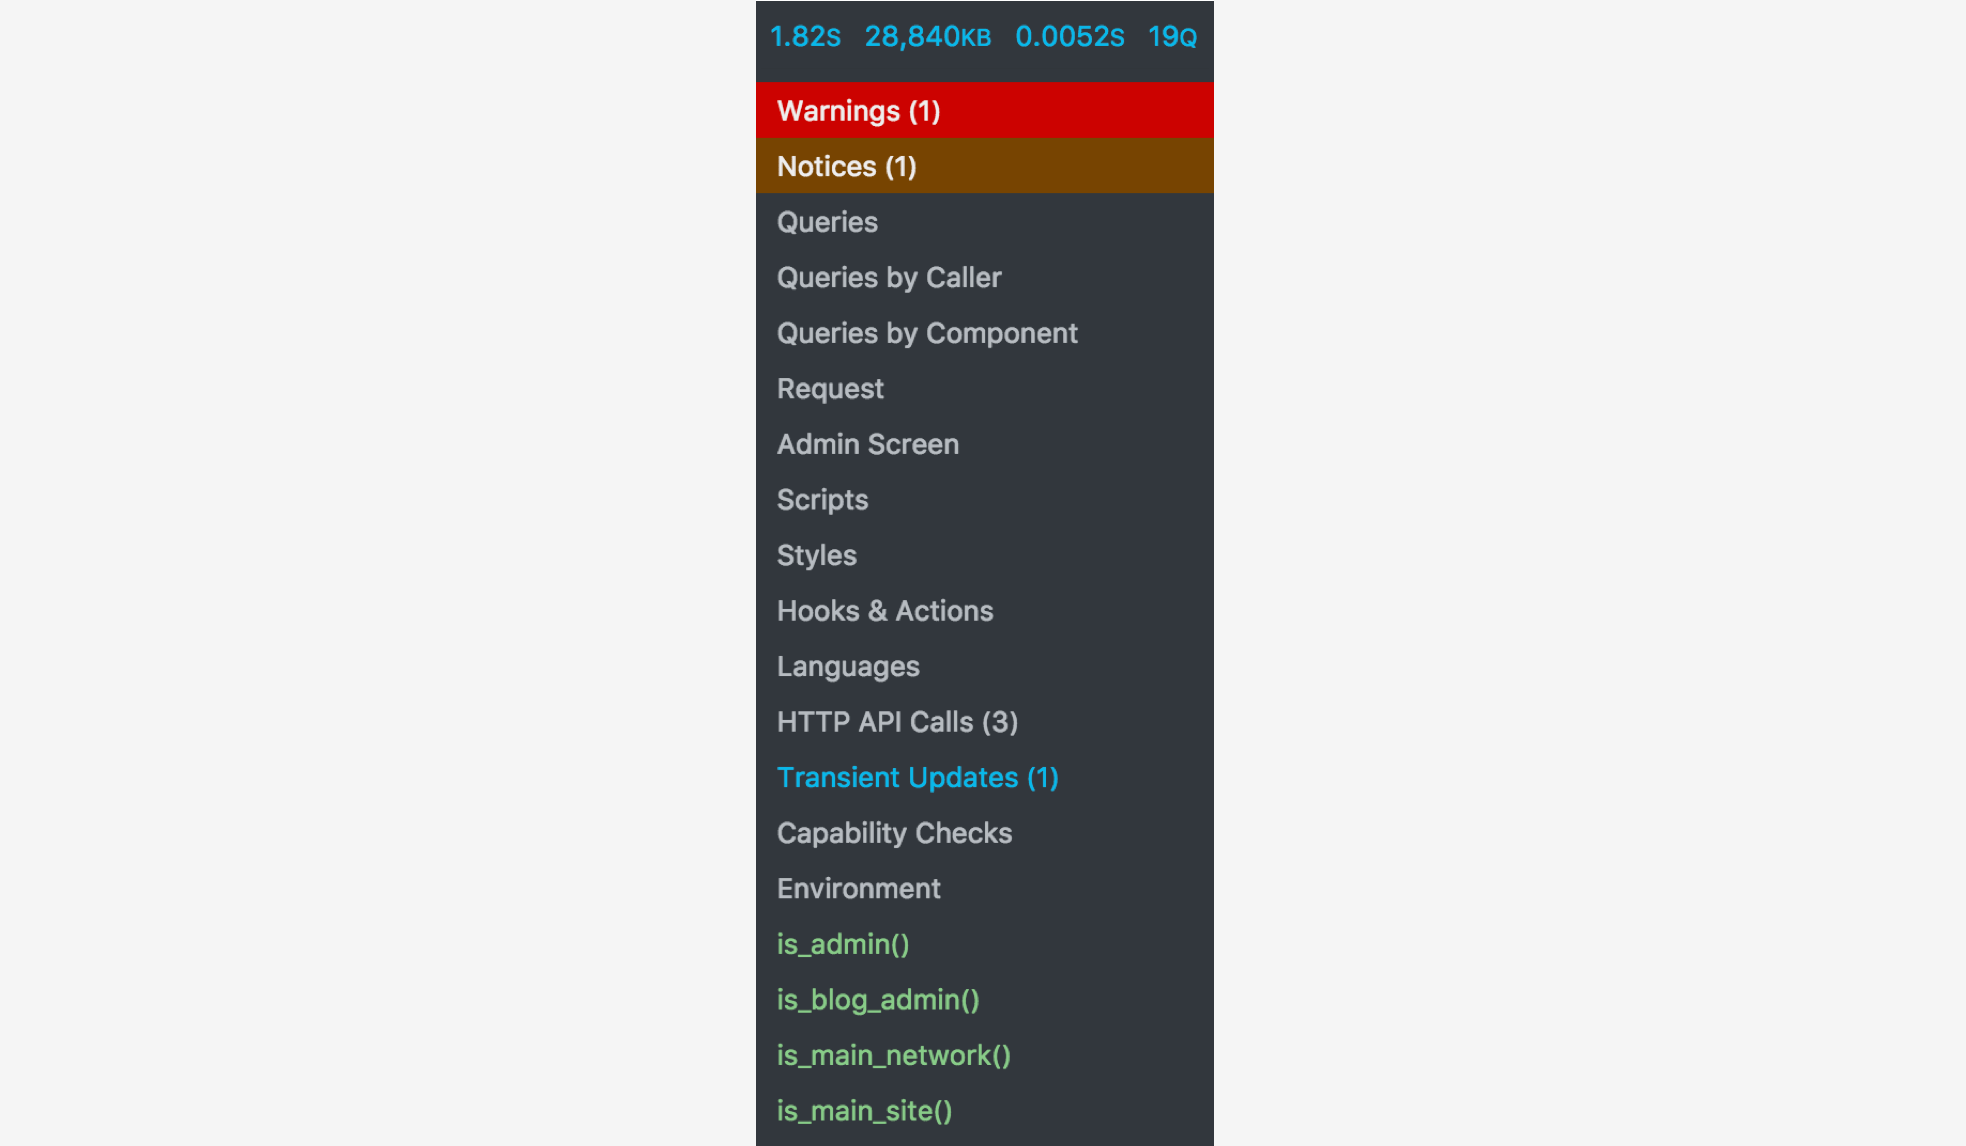 1.82S 28,840KB 0.0052S 19Q
Warnings (1)
Notices (1)
Queries
Queries by Caller
Queries by Component
Request
Admin Screen
Scripts
Styles
Hooks & Actions
Languages
HTTP API Calls (3)
Transient Updates (1)
Capability Checks
Environment
is_admin()
is_blog_admin()
is_main_network()
is_main_site()